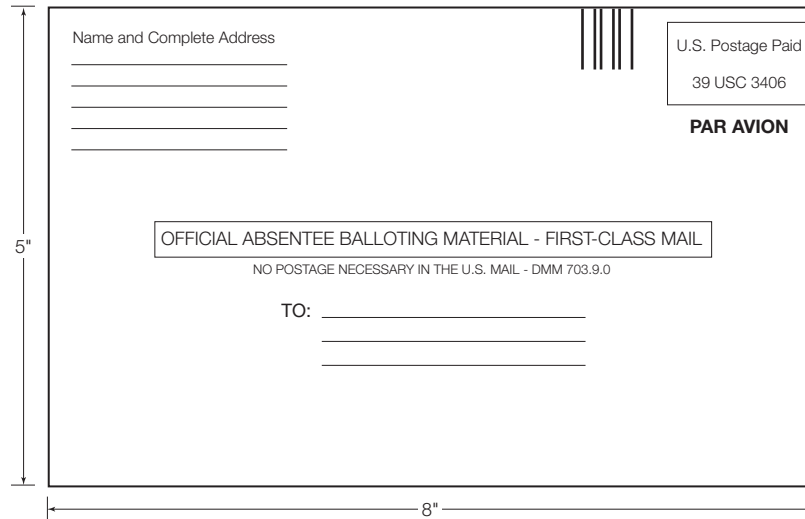 Name and Complete Address
U.S. Postage Paid
39 USC 3406
PAR AVION
OFFICIAL ABSENTEE BALLOTING MATERIAL - FIRST-CLASS MAIL
NO POSTAGE NECESSARY IN THE U.S. MAIL - DMM 703.9.0
TO:
5"
8"